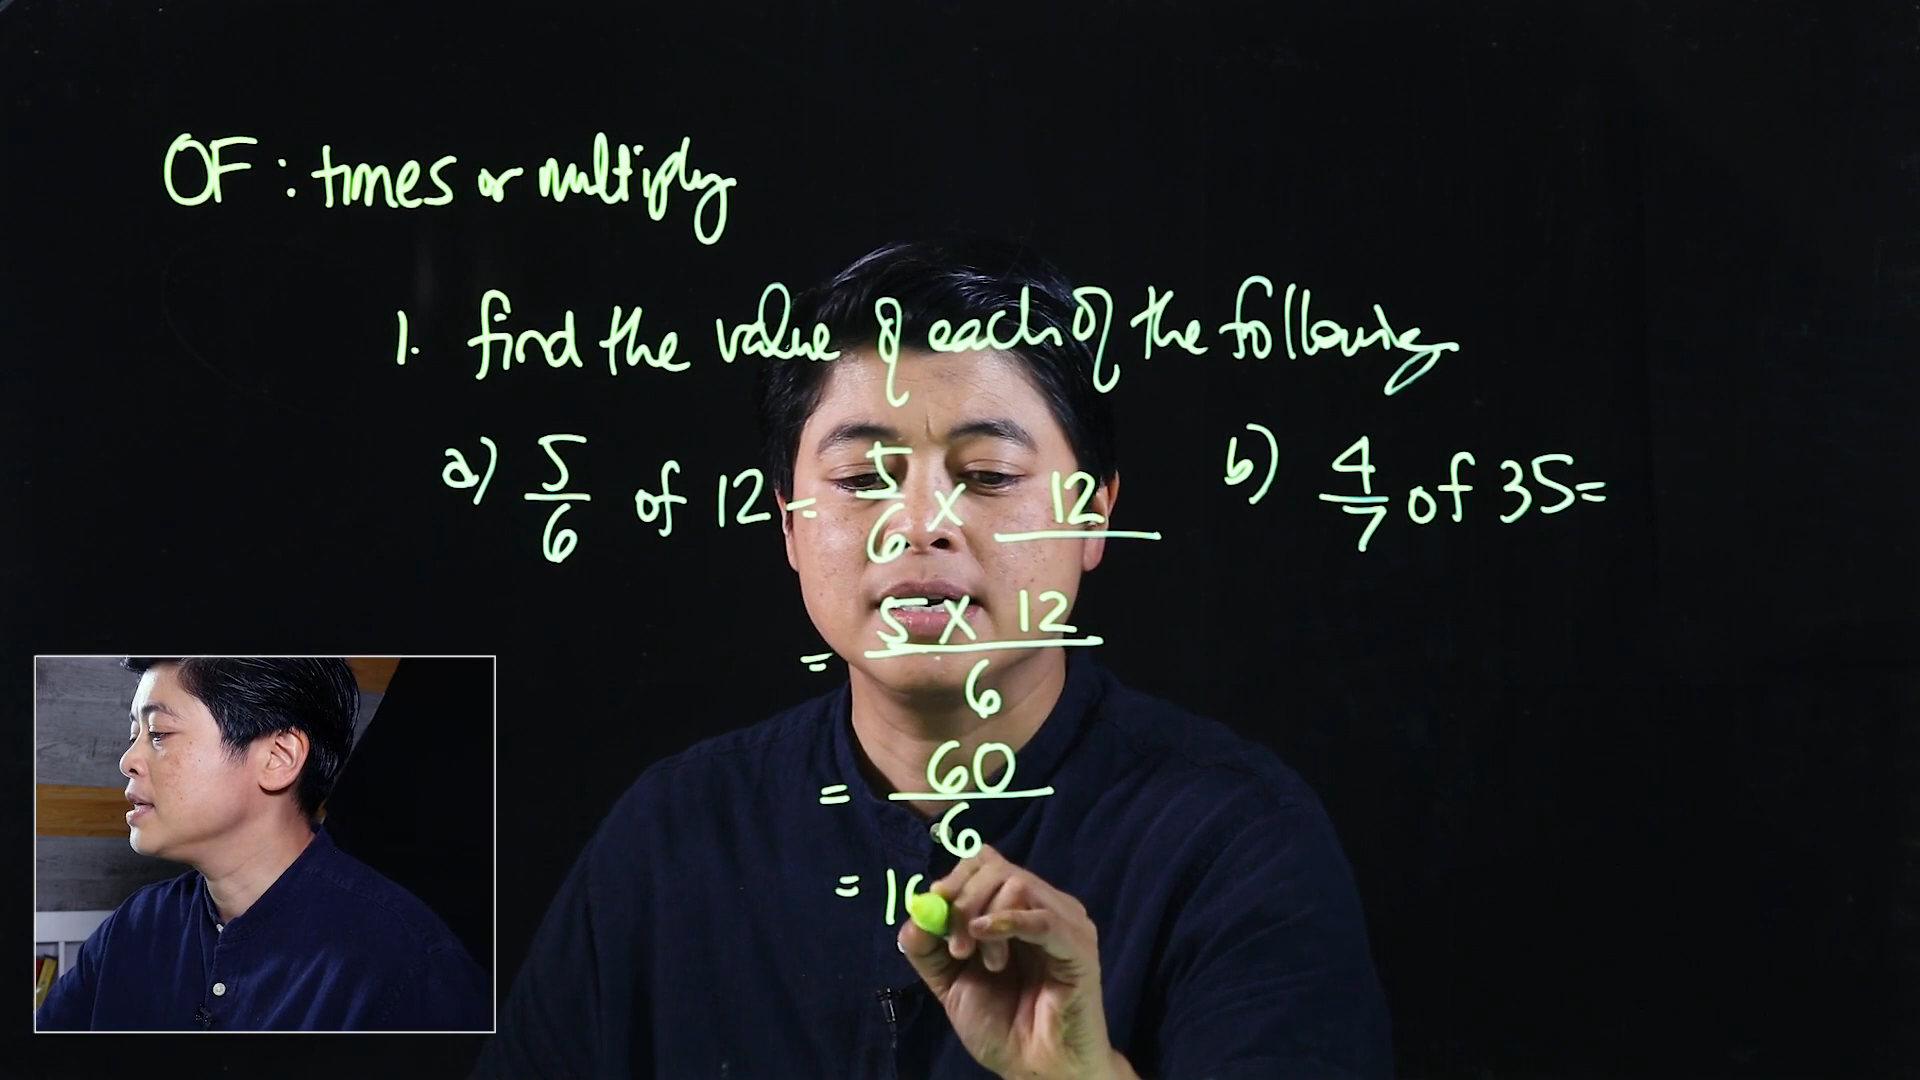 OF : times or multiply
1. find the value of each of the following
a) 5/6 of 12 = 5/6 x 12
b) 4/7 of 35 =
= 5 x 12 / 6
= 60 / 6
= 10